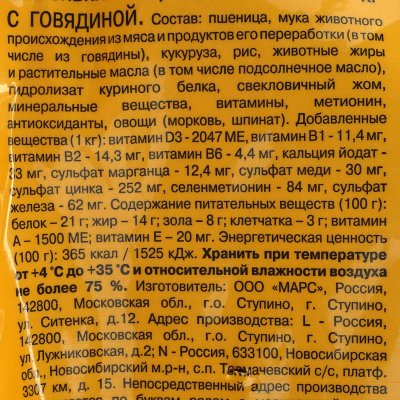 С ГОВЯДИНОЙ. Состав: пшеница, мука животного
происхождения из мяса и продуктов его переработки (в том
числе из говядины), кукуруза, рис, животные жиры
и растительные масла (в том числе подсолнечное масло),
гидролизат куриного белка, свекловичный жом,
минеральные вещества, витамины, метионин,
антиоксиданты, овощи (морковь, шпинат). Добавленные
вещества (1 кг): витамин D3 - 2047 МЕ, витамин В1 - 11,4 мг,
витамин В2 - 14,3 мг, витамин В6 - 4,4 мг, кальция йодат -
33 мг, сульфат марганца - 12,4 мг, сульфат меди - 30 мг,
сульфат цинка - 252 мг, селенметионин - 84 мг, сульфат
железа - 62 мг. Содержание питательных веществ (100 г):
белок – 21 г; жир – 14 г; зола – 8 г; клетчатка – 3 г; витамин
А – 1500 МЕ; витамин Е – 20 мг. Энергетическая ценность
(100 г): 365 ккал / 1525 кДж. Хранить при температуре
от +4°С до +35°С и относительной влажности воздуха
не более 75 %. Изготовитель: ООО «МАРС», Россия,
142800, Московская обл., г.о. Ступино, г. Ступино,
ул. Ситенка, д.12. Адрес производства: L - Россия,
142800, Московская обл., г.о. Ступино, г. Ступино,
ул.Лужниковская, д.2; N - Россия, 633100, Новосибирская
обл., Новосибирский м.р-н, с.п. Толмачевский с/с, платф.
3307 км, д. 15. Непосредственный адрес производства